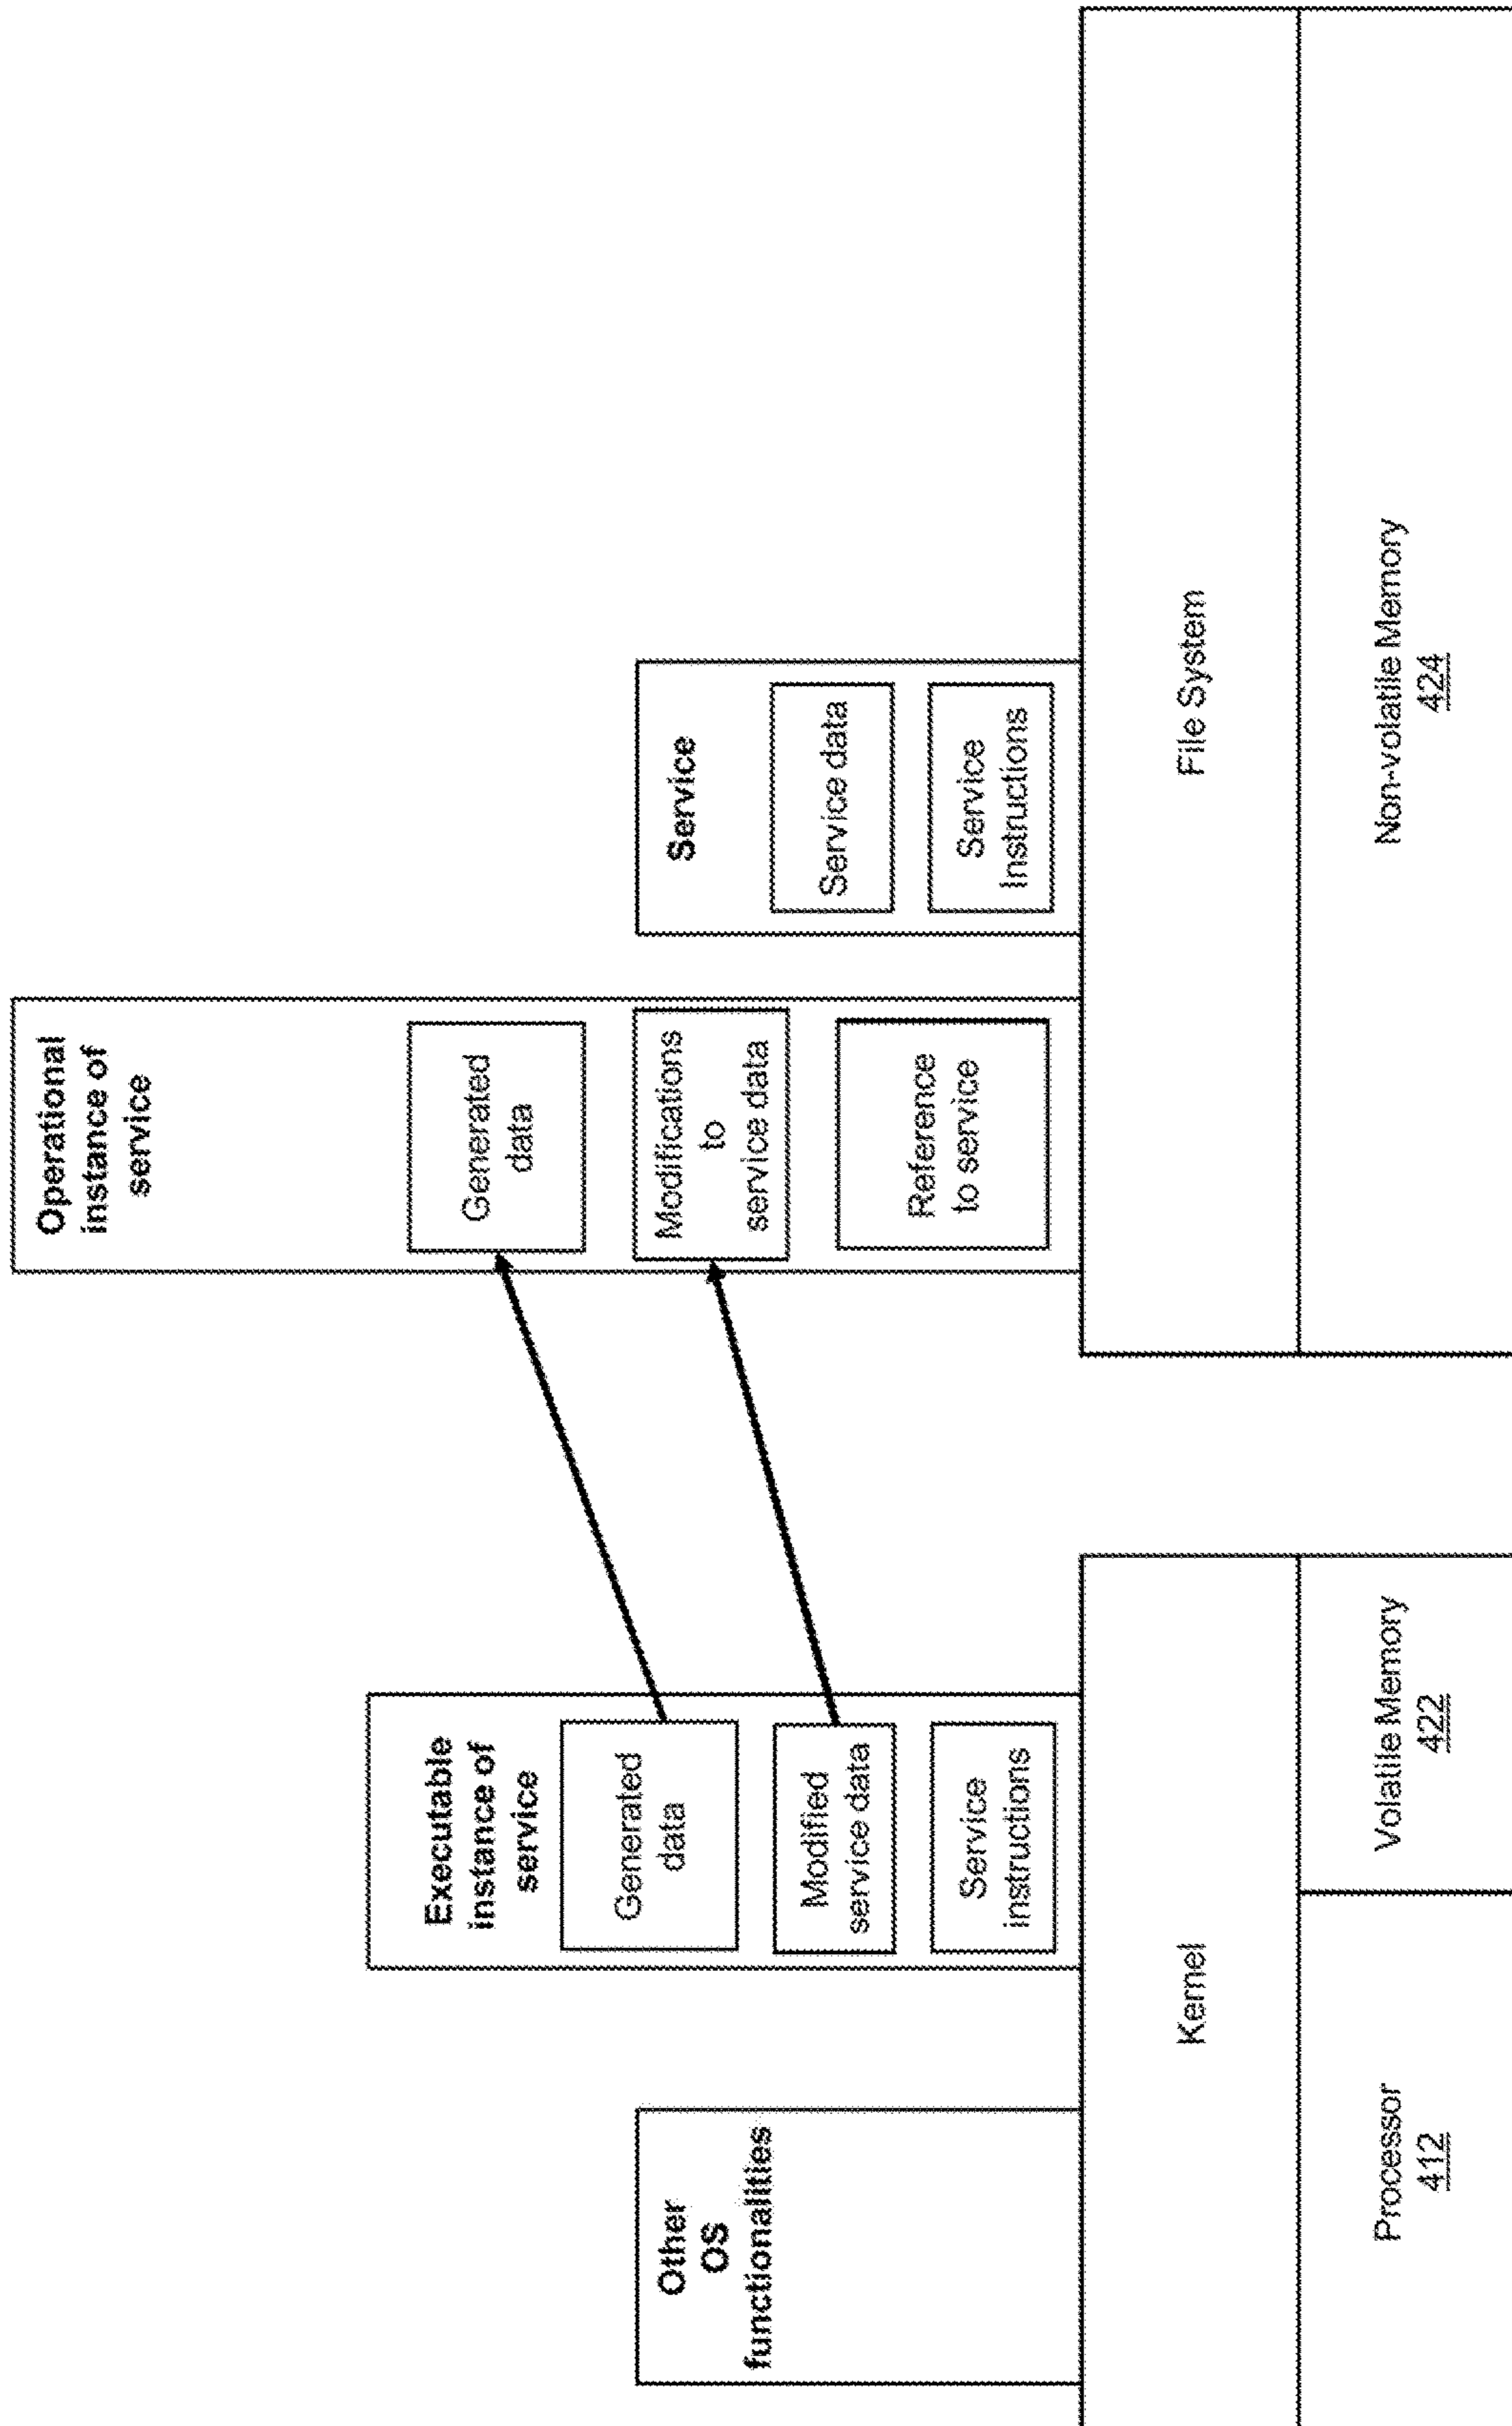 Other
OS
functionalities
Executable
instance of
service
Generated
data
Modified
service data
Service
instructions
Kernel
Processor
412
Volatile Memory
422
Operational
instance of
service
Generated
data
Modifications
to
service data
Reference
to service
Service
Service data
Service
Instructions
File System
Non-volatile Memory
424